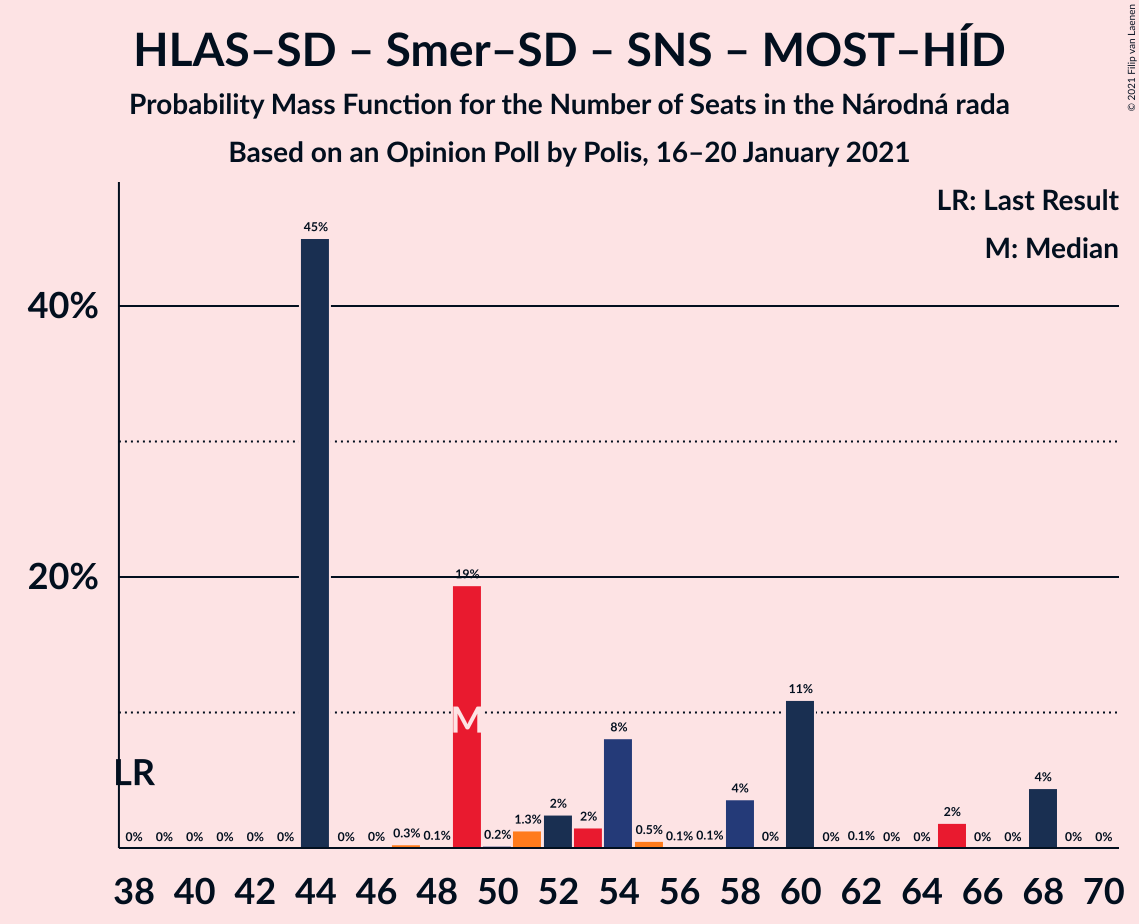 HLAS–SD – Smer–SD – SNS – MOST–HÍD
Probability Mass Function for the Number of Seats in the Národná rada
Based on an Opinion Poll by Polis, 16–20 January 2021
© 2021 Filip van Laenen
LR: Last Result
M: Median
40%
20%
LR
M
0% 0% 0% 0% 0% 0% 45% 0% 0% 0.3% 0.1% 19% 0.2% 1.3% 2% 2% 8% 0.5% 0.1% 0.1% 4% 0% 11% 0% 0.1% 0% 0% 2% 0% 0% 4% 0% 0%
38 40 42 44 46 48 50 52 54 56 58 60 62 64 66 68 70